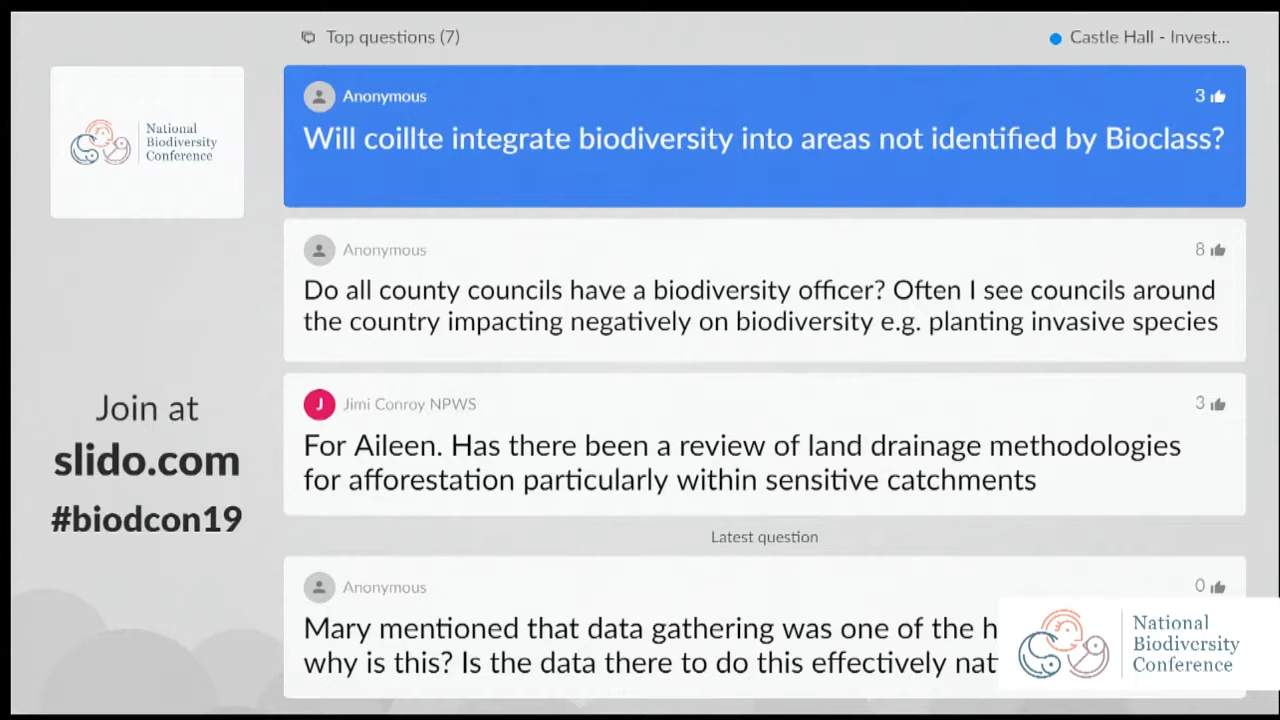 Top questions (7)
Castle Hall - Invest...
National
Biodiversity
Conference
Join at
slido.com
#biodcon19
Anonymous
3
Will coillte integrate biodiversity into areas not identified by Bioclass?
Anonymous
8
Do all county councils have a biodiversity officer? Often I see councils around
the country impacting negatively on biodiversity e.g. planting invasive species
J
Jimi Conroy NPWS
3
For Aileen. Has there been a review of land drainage methodologies
for afforestation particularly within sensitive catchments
Latest question
Anonymous
0
Mary mentioned that data gathering was one of the
why is this? Is the data there to do this effectively
National
Biodiversity
Conference